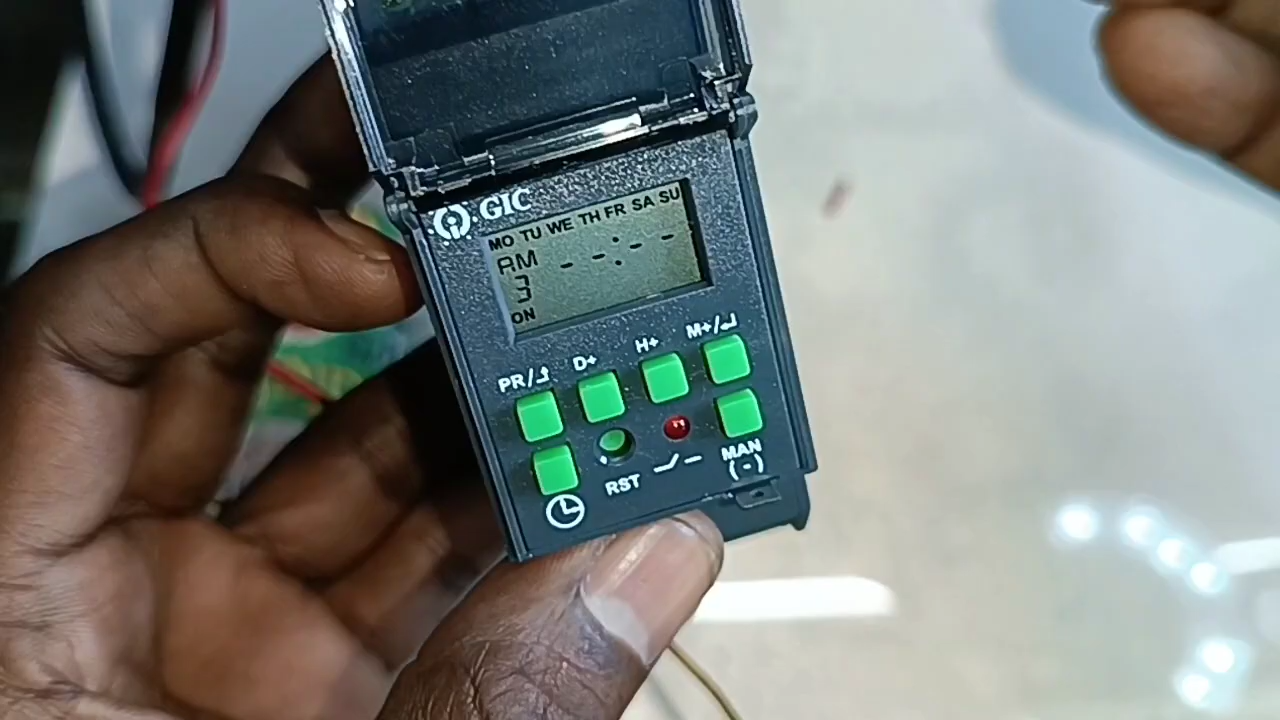 GIC
MO TU WE TH FR SA SU
AM --:--
3
ON
PR/ D+ H+ M+/
RST MAN
(-)